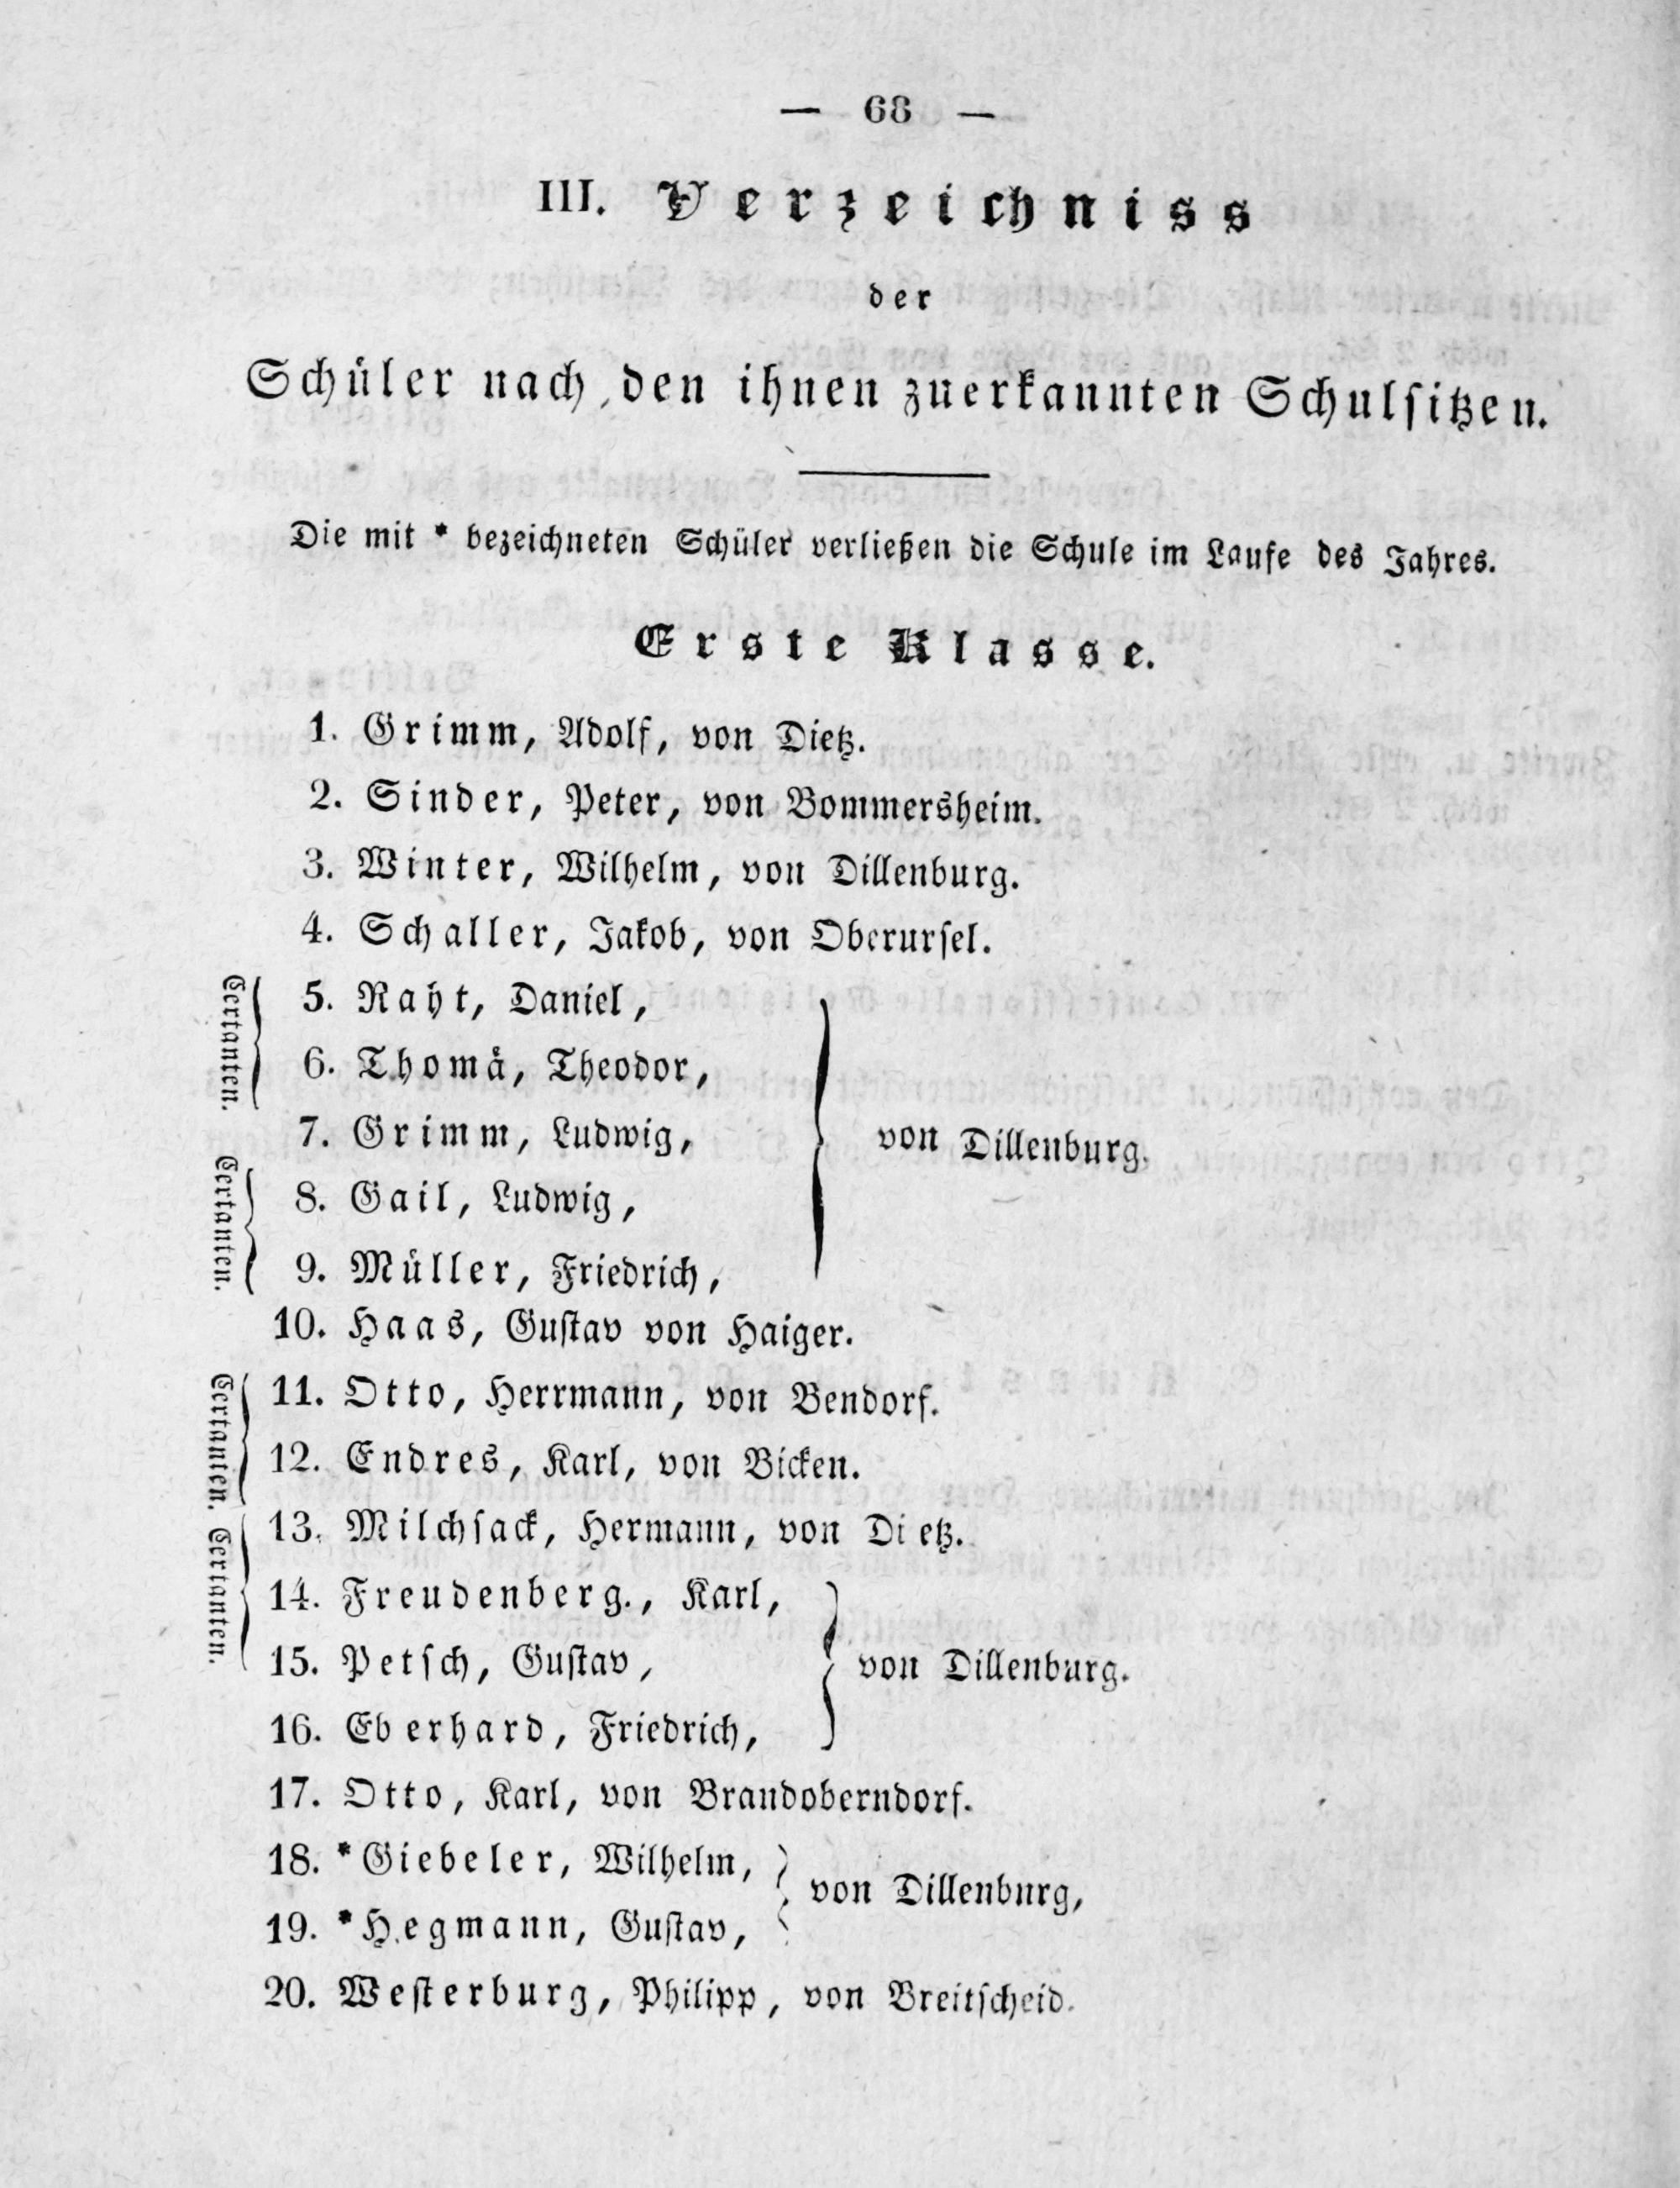 — 68 —
III. Verzeichniss
der
Schüler nach den ihnen zuerkannten Schulsitzen.
Die mit * bezeichneten Schüler verließen die Schule im Laufe des Jahres.
Erste Klasse.
1. Grimm, Adolf, von Dietz.
2. Sinder, Peter, von Bommersheim.
3. Winter, Wilhelm, von Dillenburg.
4. Schaller, Jakob, von Oberursel.
Certanten.
5. Raht, Daniel,
6. Thomä, Theodor,
7. Grimm, Ludwig,
von Dillenburg.
Certanten.
8. Gail, Ludwig,
9. Müller, Friedrich,
10. Haas, Gustav von Haiger.
Certanten.
11. Otto, Herrmann, von Bendorf.
12. Endres, Karl, von Bicken.
Certanten.
13. Milchsack, Hermann, von Dietz.
14. Freudenberg., Karl,
15. Petsch, Gustav,
von Dillenburg.
16. Eberhard, Friedrich,
17. Otto, Karl, von Brandoberndorf.
18. *Giebeler, Wilhelm,
von Dillenburg,
19. *Hegmann, Gustav,
20. Westerburg, Philipp, von Breitscheid.